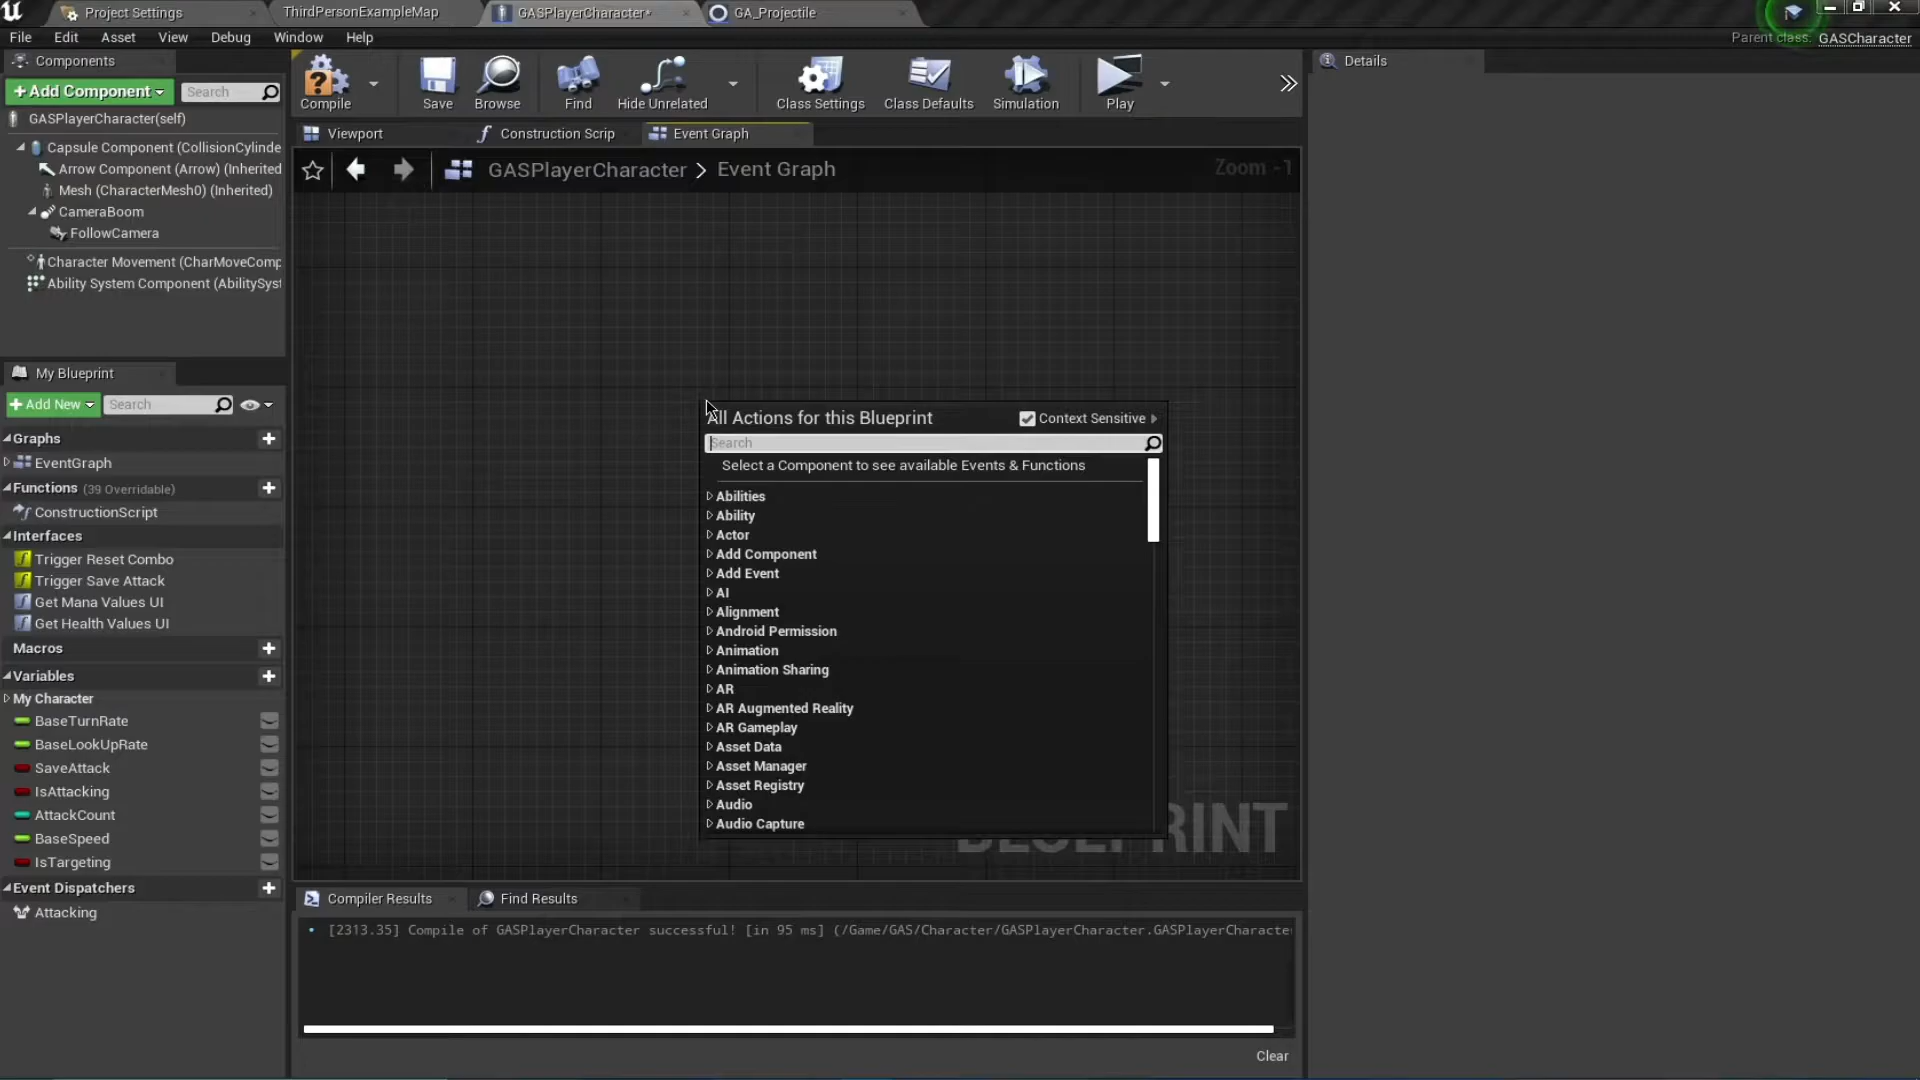 Project Settings
ThirdPersonExampleMap
GASPlayerCharacter*
GA_Projectile
File Edit Asset View Debug Window Help
Parent class: GASCharacter
Components
+ Add Component
Search
GASPlayerCharacter(self)
Capsule Component (CollisionCylinde
Arrow Component (Arrow) (Inherited
Mesh (CharacterMesh0) (Inherited)
CameraBoom
FollowCamera
Character Movement (CharMoveComp
Ability System Component (AbilitySyst
Compile
Save
Browse
Find
Hide Unrelated
Class Settings
Class Defaults
Simulation
Play
Details
Viewport
Construction Scrip
Event Graph
GASPlayerCharacter > Event Graph
Zoom -1
My Blueprint
+ Add New
Search
Graphs
EventGraph
Functions (39 Overridable)
ConstructionScript
Interfaces
Trigger Reset Combo
Trigger Save Attack
Get Mana Values UI
Get Health Values UI
Macros
Variables
My Character
BaseTurnRate
BaseLookUpRate
SaveAttack
IsAttacking
AttackCount
BaseSpeed
IsTargeting
Event Dispatchers
Attacking
All Actions for this Blueprint
Context Sensitive
Search
Select a Component to see available Events & Functions
Abilities
Ability
Actor
Add Component
Add Event
AI
Alignment
Android Permission
Animation
Animation Sharing
AR
AR Augmented Reality
AR Gameplay
Asset Data
Asset Manager
Asset Registry
Audio
Audio Capture
BLUEPRINT
Compiler Results
Find Results
[2313.35] Compile of GASPlayerCharacter successful! [in 95 ms] (/Game/GAS/Character/GASPlayerCharacter.GASPlayerCharacter
Clear